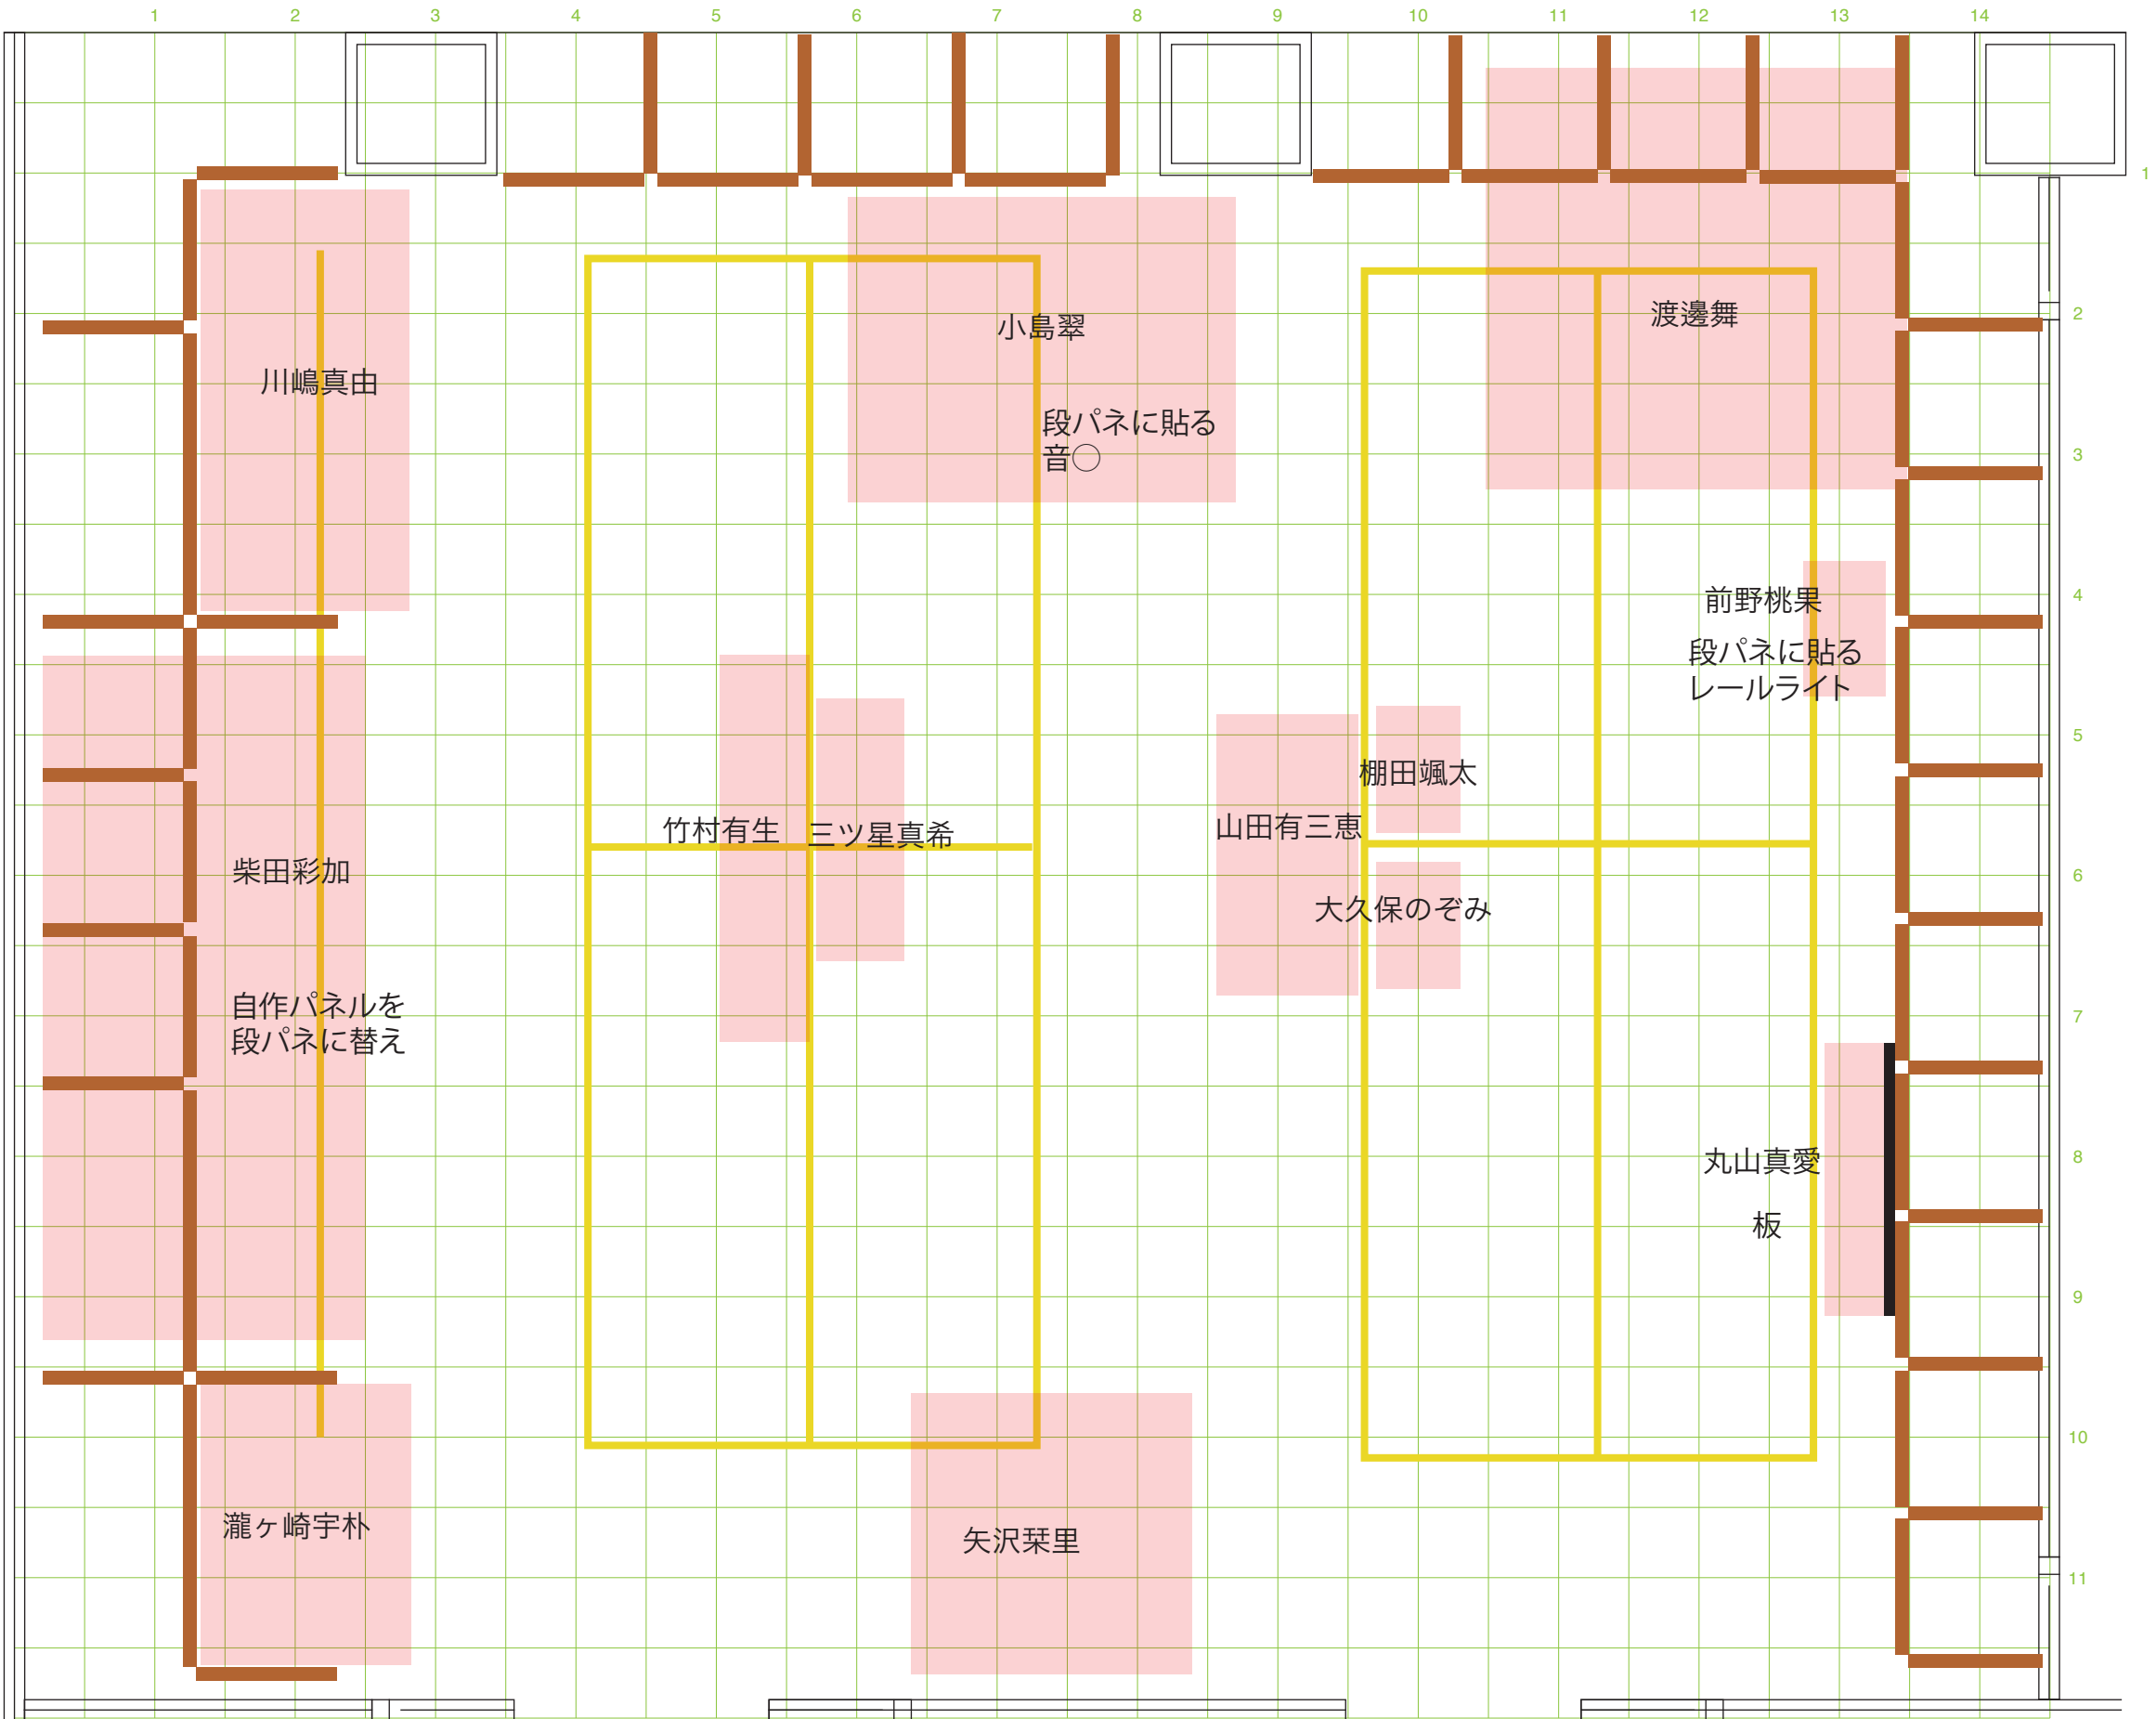 1 2 3 4 5 6 7 8 9 10 11 12 13 14
1
2
3
4
5
6
7
8
9
10
11
川嶋真由
小島翠
段パネに貼る
音○
渡邊舞
前野桃果
段パネに貼る
レールライト
棚田颯太
山田有三恵
大久保のぞみ
竹村有生
三ツ星真希
柴田彩加
自作パネルを
段パネに替え
丸山真愛
板
瀧ヶ崎宇朴
矢沢栞里